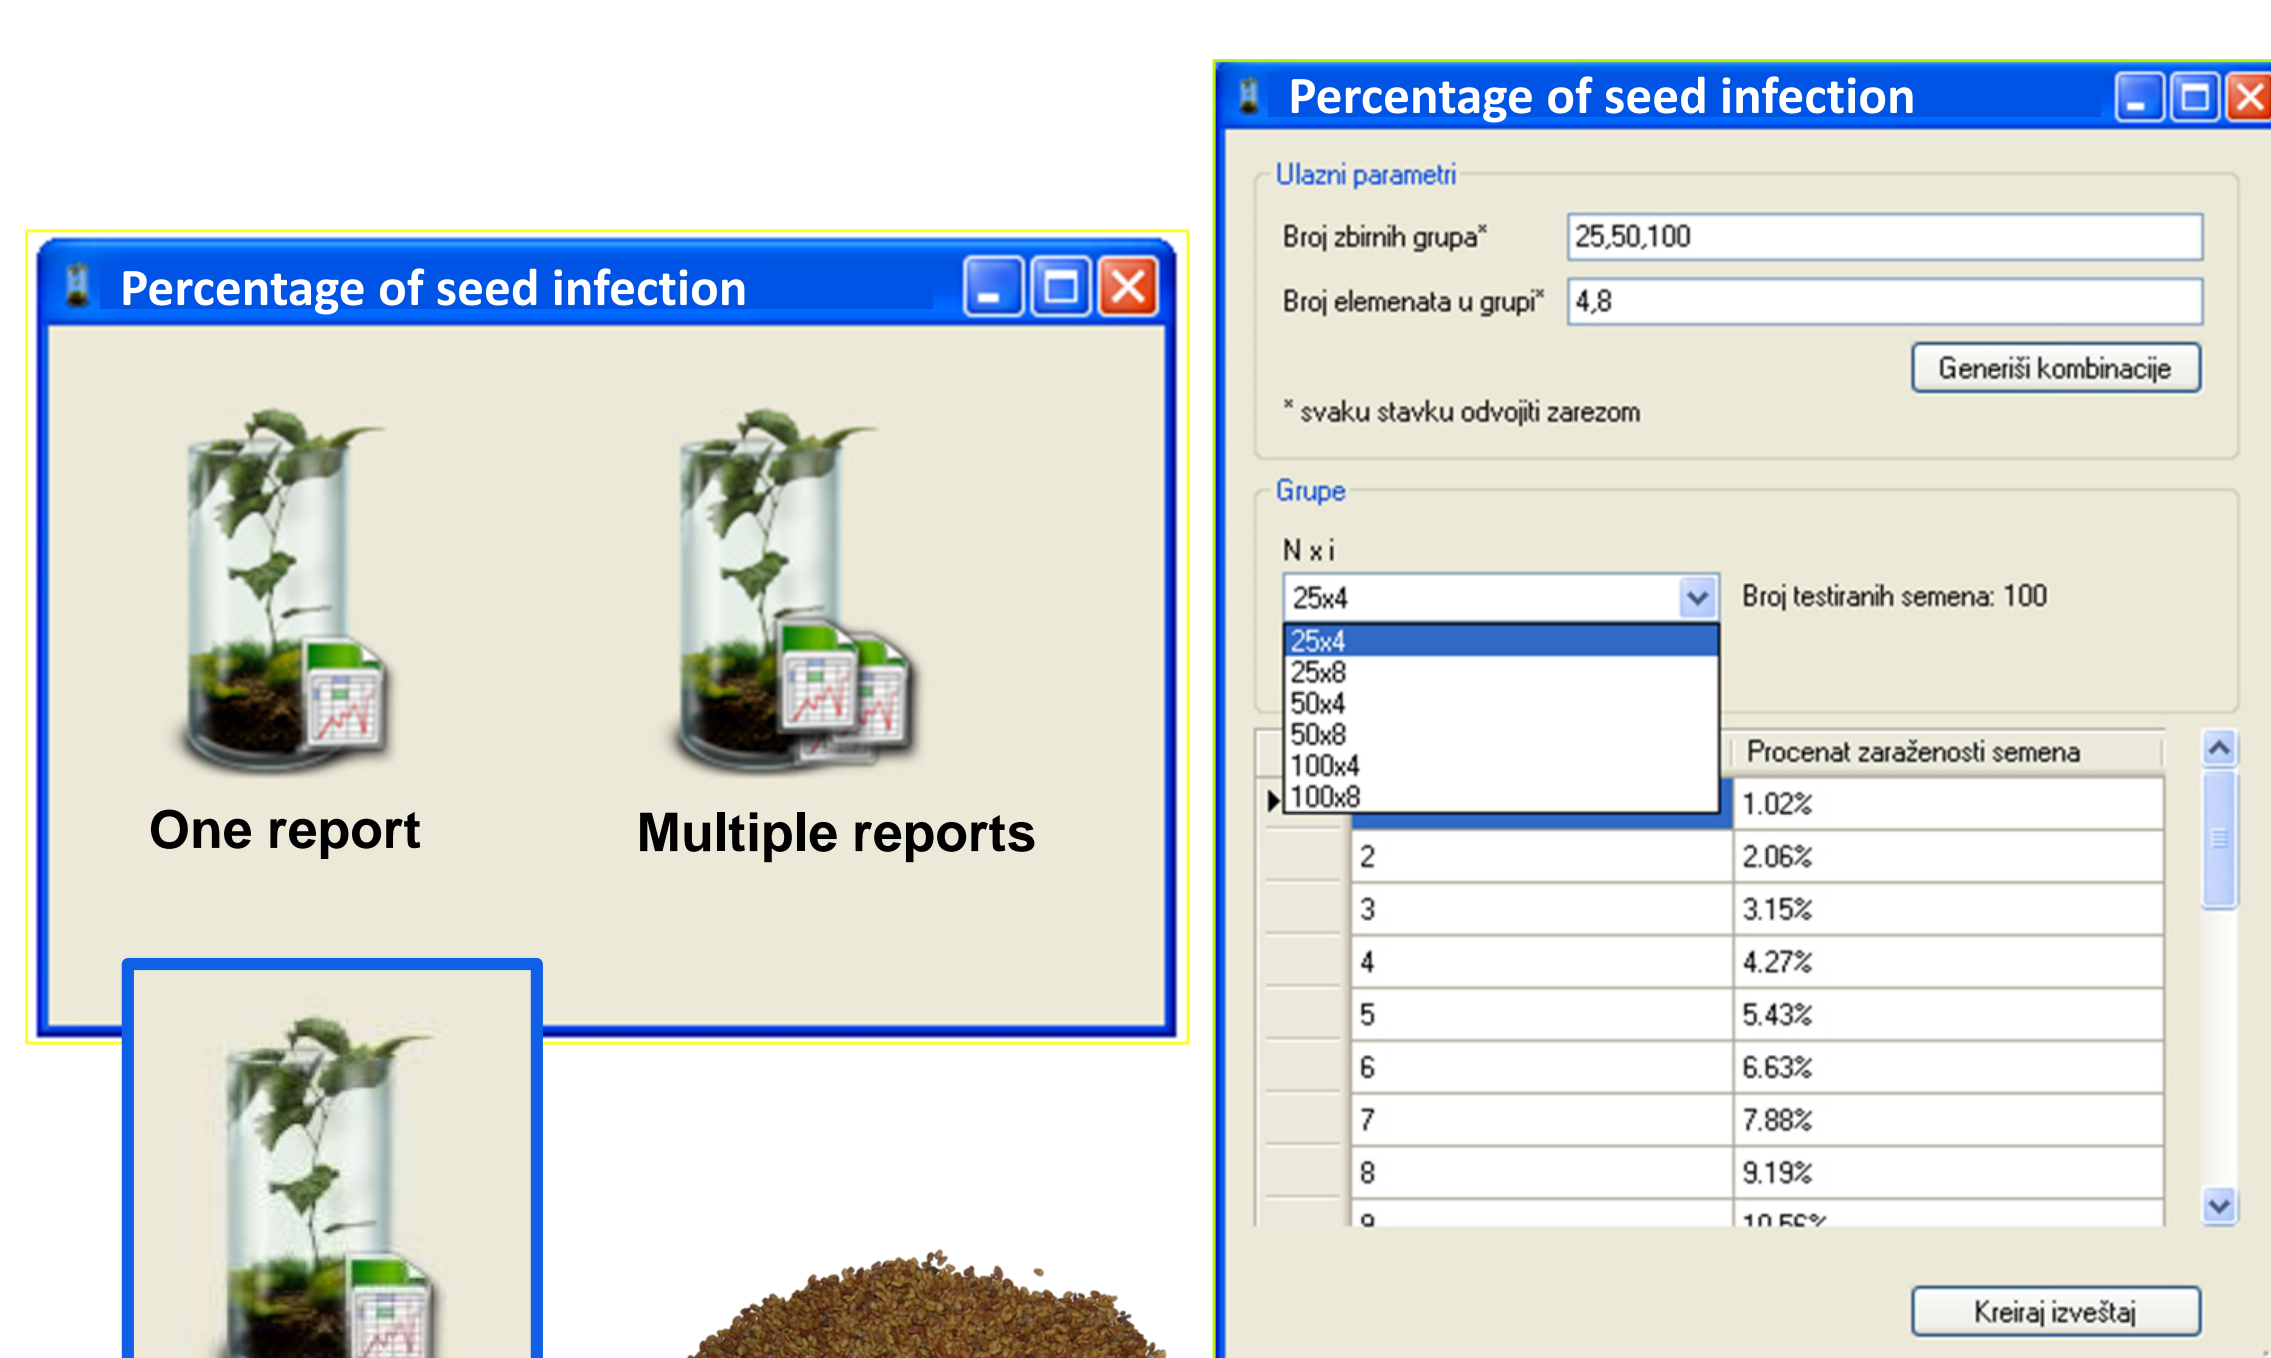 Percentage of seed infection
One report
Multiple reports
Percentage of seed infection
Ulazni parametri
Broj zbirnih grupa* 25,50,100
Broj elemenata u grupi* 4,8
Generiši kombinacije
* svaku stavku odvojiti zarezom
Grupe
N x i
25x4 Broj testiranih semena: 100
25x4
25x8
50x4
50x8
100x4
100x8
Procenat zaraženosti semena
1.02%
2 2.06%
3 3.15%
4 4.27%
5 5.43%
6 6.63%
7 7.88%
8 9.19%
9 10.56%
Kreiraj izveštaj